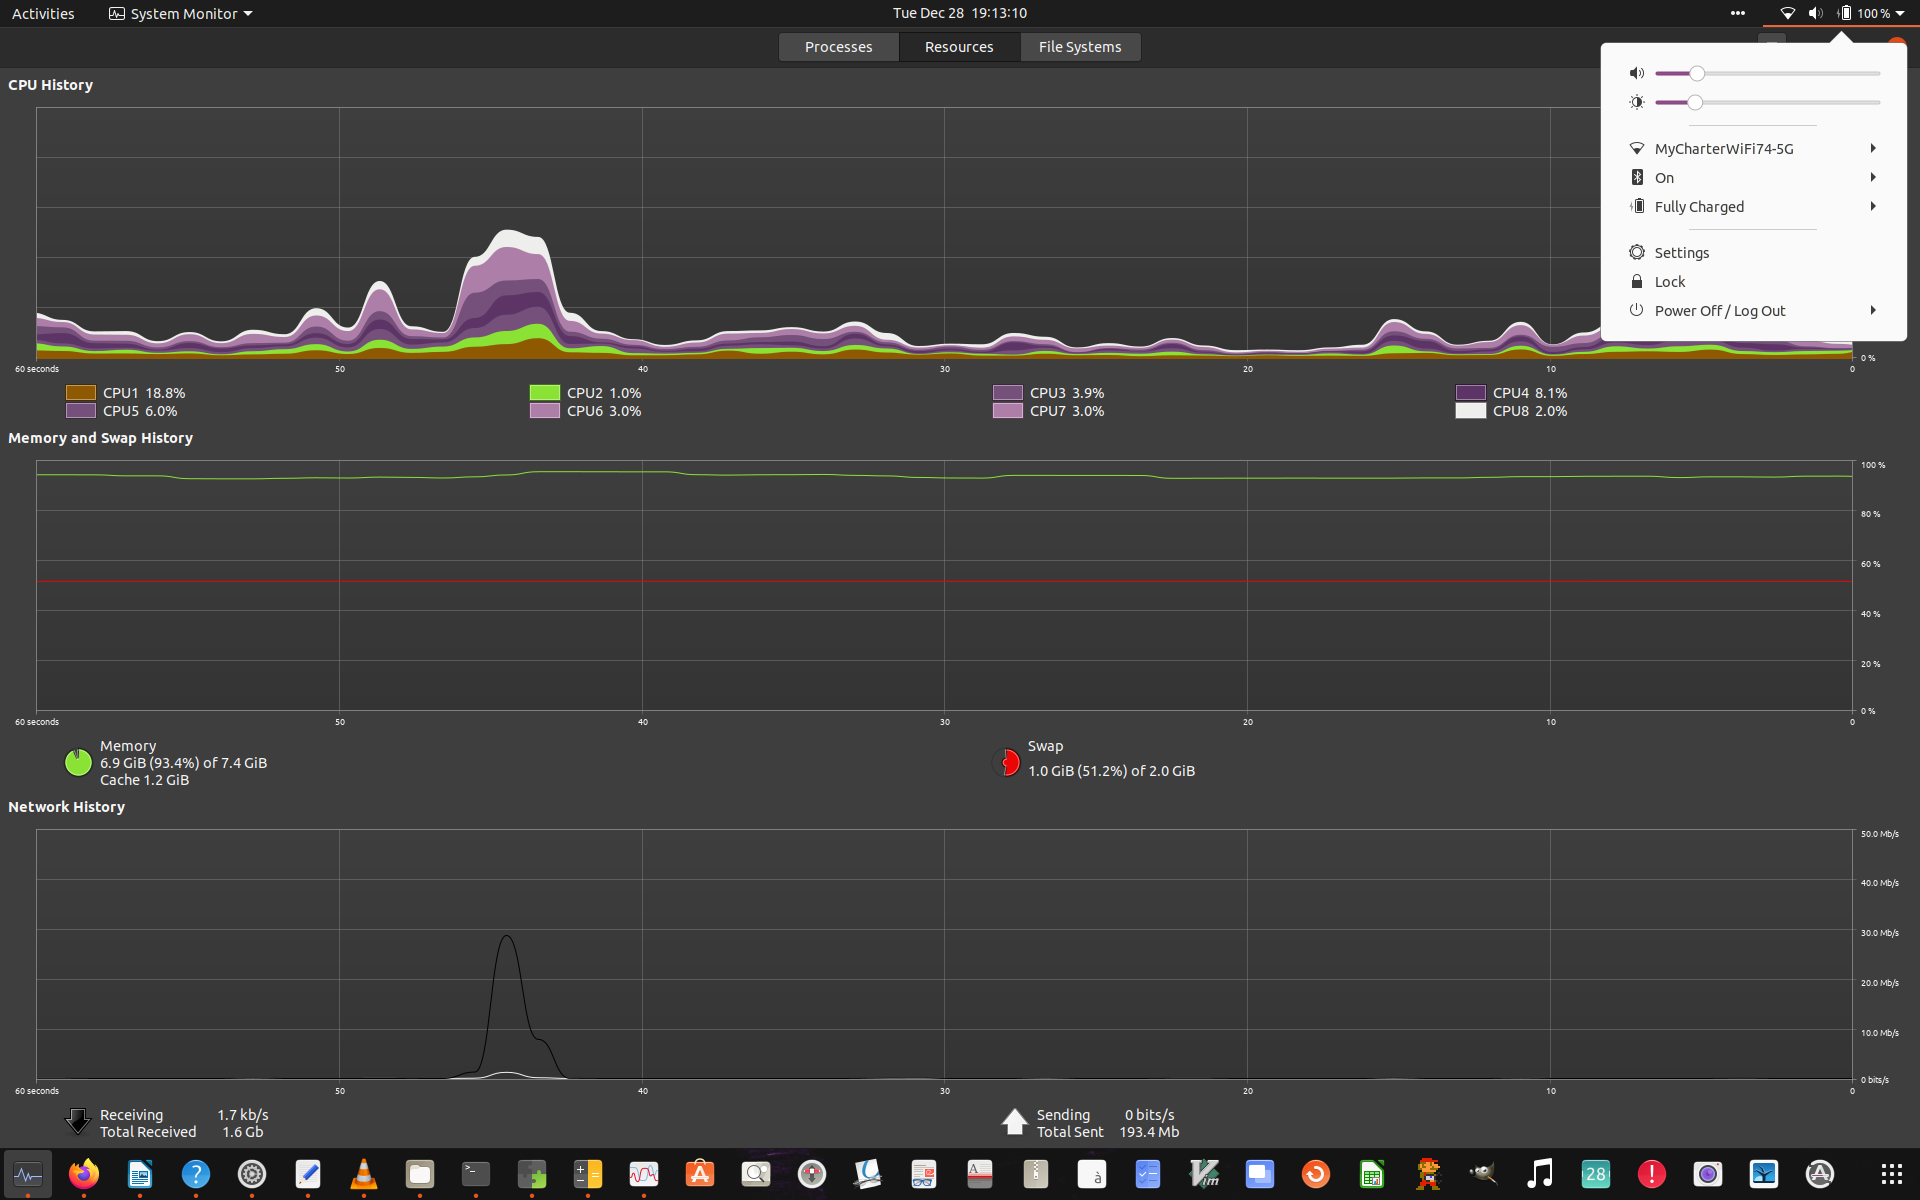 Activities
System Monitor
Tue Dec 28 19:13:10
100 %
Processes
Resources
File Systems
CPU History
MyCharterWiFi74-5G
On
Fully Charged
Settings
Lock
Power Off / Log Out
0 %
60 seconds 50 40 30 20 10 0
CPU1 18.8% CPU2 1.0% CPU3 3.9% CPU4 8.1%
CPU5 6.0% CPU6 3.0% CPU7 3.0% CPU8 2.0%
Memory and Swap History
100 %
80 %
60 %
40 %
20 %
0 %
60 seconds 50 40 30 20 10 0
Memory
6.9 GiB (93.4%) of 7.4 GiB
Cache 1.2 GiB
Swap
1.0 GiB (51.2%) of 2.0 GiB
Network History
50.0 Mb/s
40.0 Mb/s
30.0 Mb/s
20.0 Mb/s
10.0 Mb/s
0 bits/s
60 seconds 50 40 30 20 10 0
Receiving 1.7 kb/s
Total Received 1.6 Gb
Sending 0 bits/s
Total Sent 193.4 Mb
?
>_
A
à
Vim
28
!